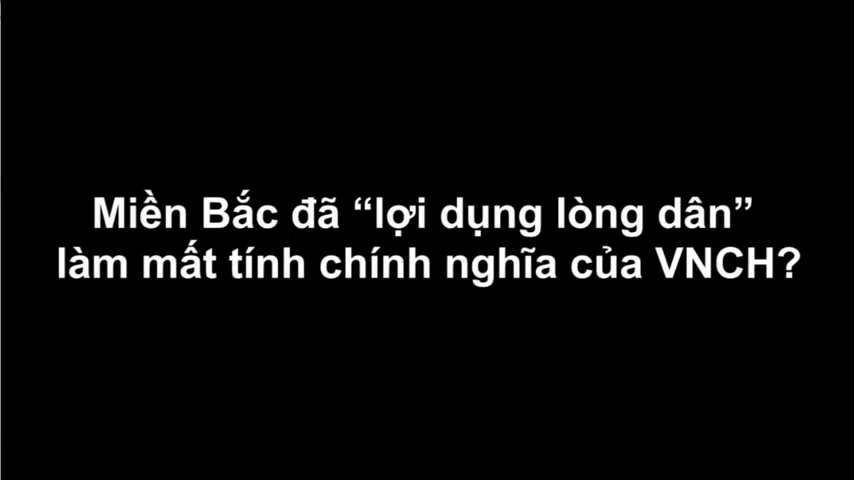 Miền Bắc đã “lợi dụng lòng dân”
làm mất tính chính nghĩa của VNCH?